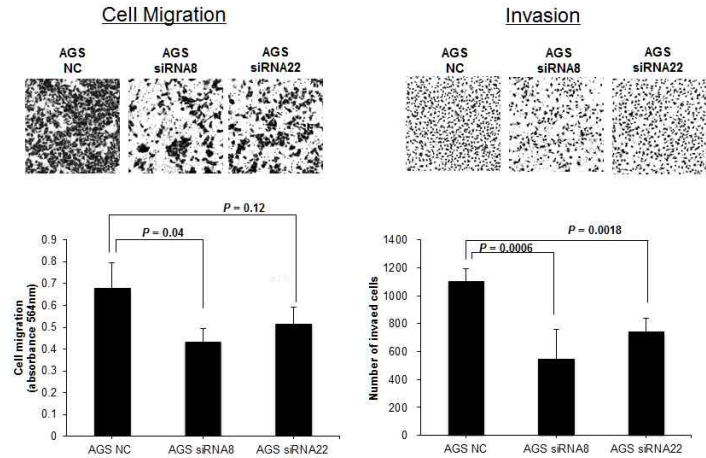 Cell Migration
AGS
NC
AGS
siRNA8
AGS
siRNA22
P = 0.12
P = 0.04
0.9
0.8
0.7
0.6
0.5
0.4
0.3
0.2
0.1
0
Cell migration
(absorbance 564nm)
AGS NC
AGS siRNA8
AGS siRNA22
Invasion
AGS
NC
AGS
siRNA8
AGS
siRNA22
P = 0.0018
P = 0.0006
1400
1200
1000
800
600
400
200
0
Number of invaed cells
AGS NC
AGS siRNA8
AGS siRNA22